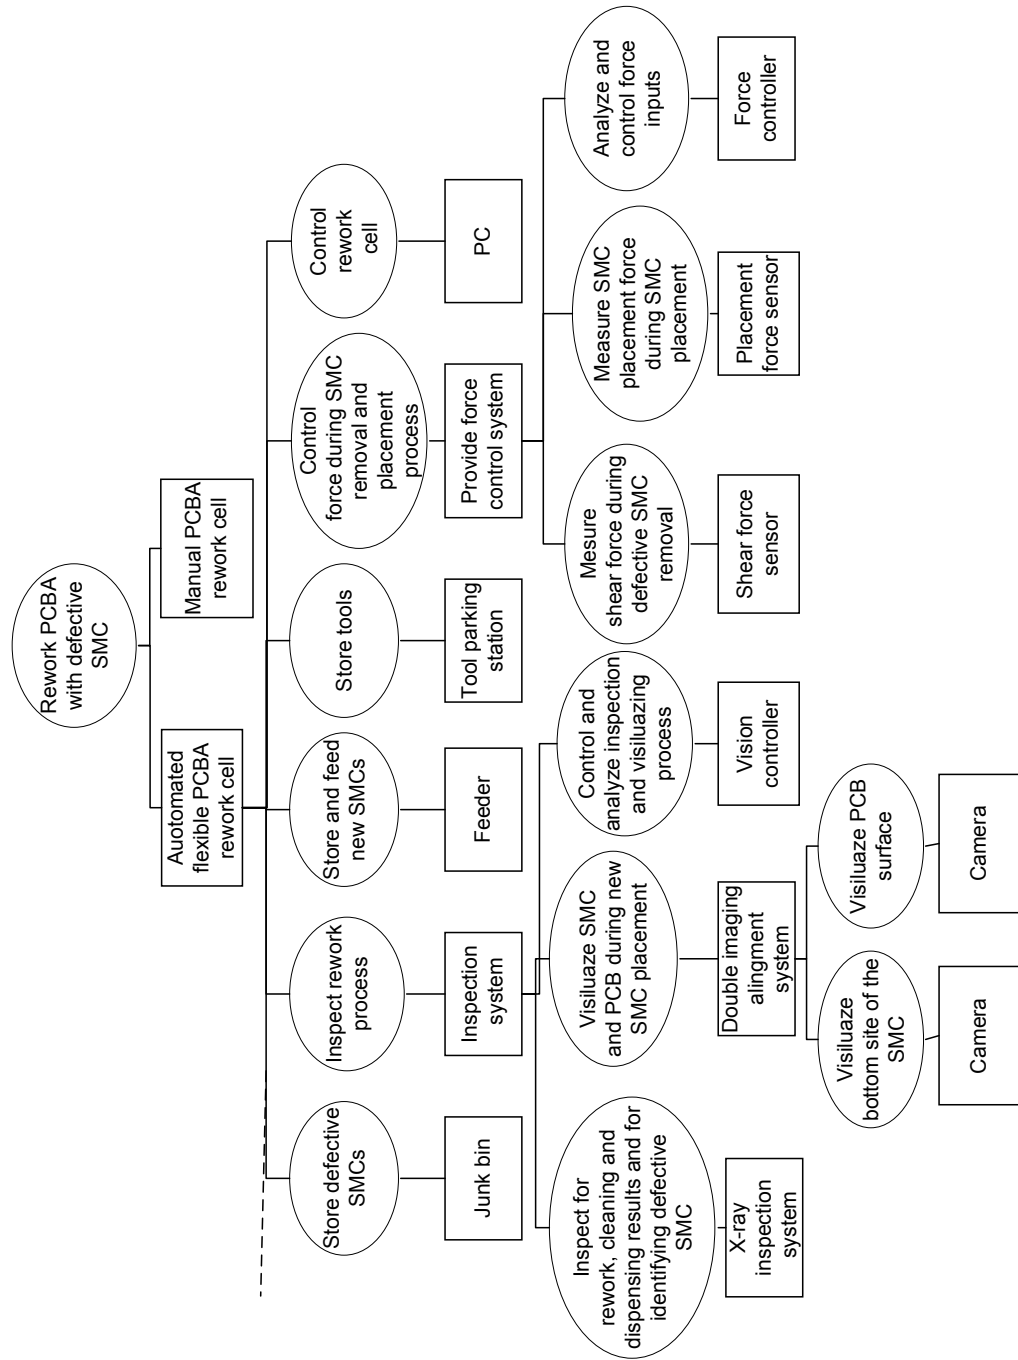 Rework PCBA
with defective
SMC
Auotomated
flexible PCBA
rework cell
Manual PCBA
rework cell
Store defective
SMCs
Inspect rework
process
Store and feed
new SMCs
Store tools
Control
force during SMC
removal and
placement
process
Control
rework
cell
Junk bin
Inspection
system
Feeder
Tool parking
station
Provide force
control system
PC
Inspect for
rework, cleaning and
dispensing results and for
identifying defective
SMC
Visiluaze SMC
and PCB during new
SMC placement
Control and
analyze inspection
and visiluazing
process
Mesure
shear force during
defective SMC
removal
Measure SMC
placement force
during SMC
placement
Analyze and
control force
inputs
X-ray
inspection
system
Double imaging
alingment
system
Vision
controller
Shear force
sensor
Placement
force sensor
Force
controller
Visiluaze
bottom site of the
SMC
Visiluaze PCB
surface
Camera
Camera